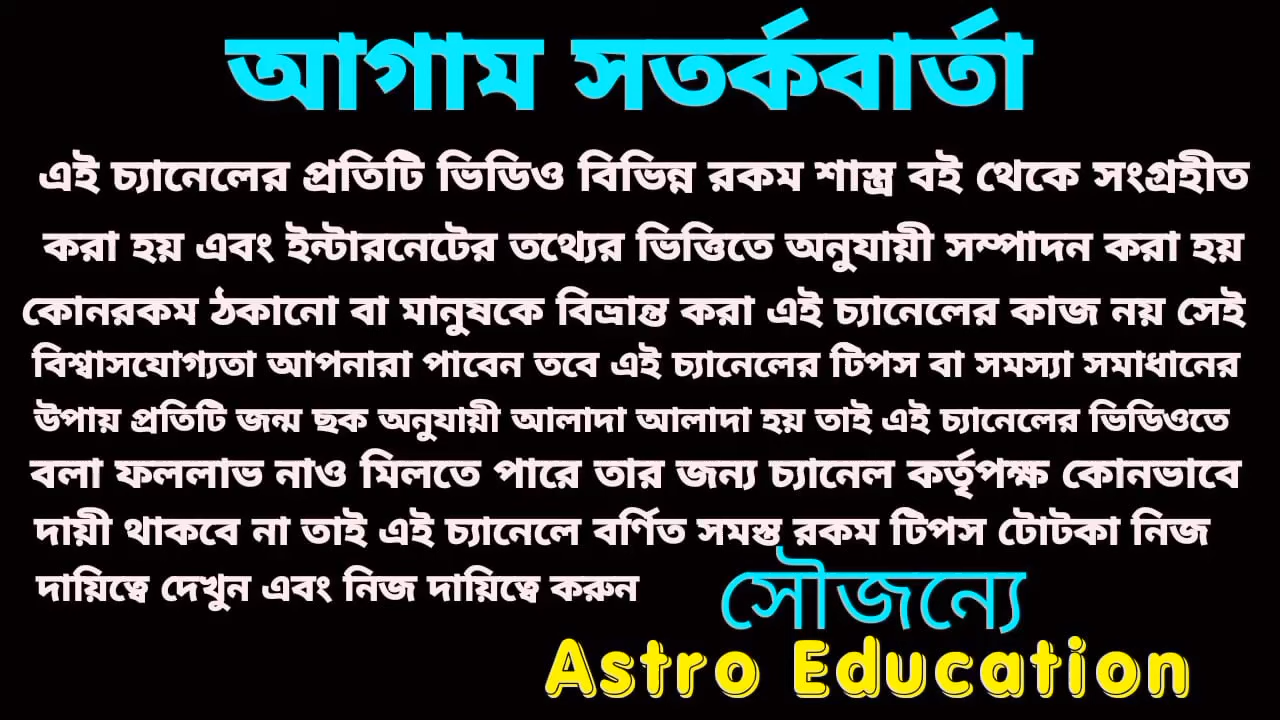 আগাম সতর্কবার্তা
এই চ্যানেলের প্রতিটি ভিডিও বিভিন্ন রকম শাস্ত্র বই থেকে সংগ্রহীত
করা হয় এবং ইন্টারনেটের তথ্যের ভিত্তিতে অনুযায়ী সম্পাদন করা হয়
কোনরকম ঠকানো বা মানুষকে বিভ্রান্ত করা এই চ্যানেলের কাজ নয় সেই
বিশ্বাসযোগ্যতা আপনারা পাবেন তবে এই চ্যানেলের টিপস বা সমস্যা সমাধানের
উপায় প্রতিটি জন্ম ছক অনুযায়ী আলাদা আলাদা হয় তাই এই চ্যানেলের ভিডিওতে
বলা ফললাভ নাও মিলতে পারে তার জন্য চ্যানেল কর্তৃপক্ষ কোনভাবে
দায়ী থাকবে না তাই এই চ্যানেলে বর্ণিত সমস্ত রকম টিপস টোটকা নিজ
দায়িত্বে দেখুন এবং নিজ দায়িত্বে করুন
সৌজন্যে
Astro Education